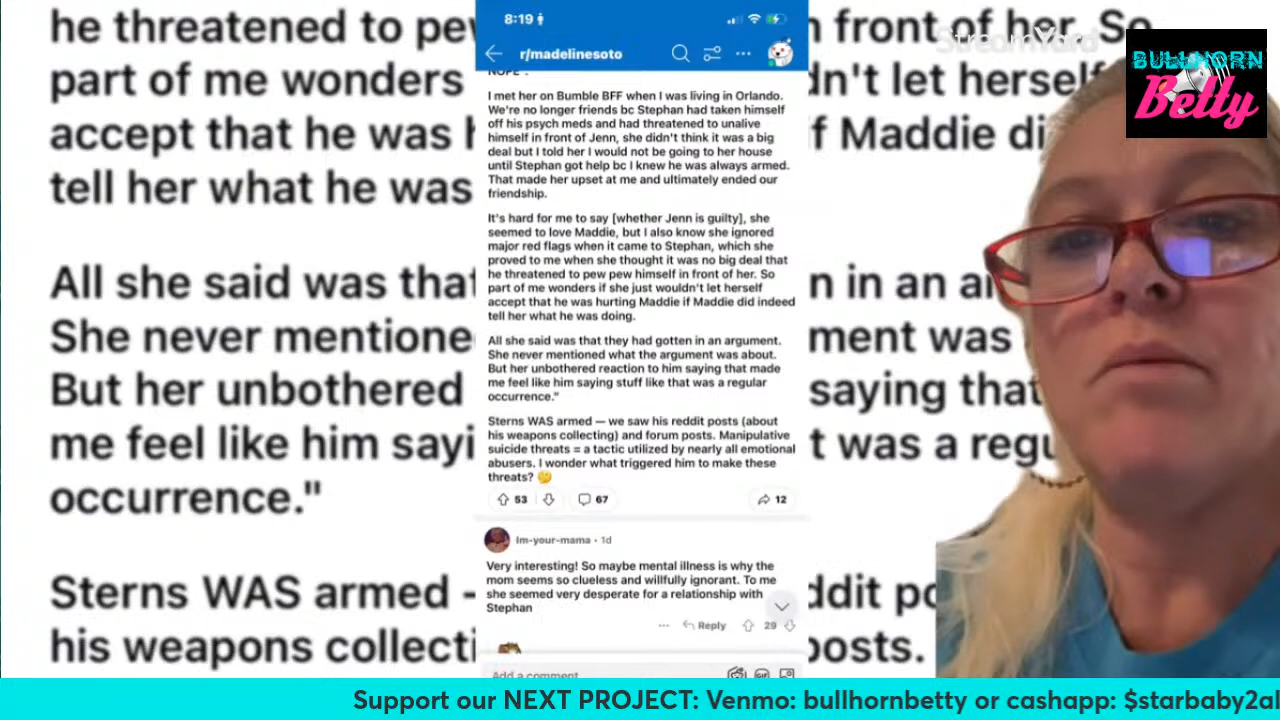 he threatened to pe
n front of her. So
part of me wonders
dn't let herself
accept that he was h
if Maddie di
tell her what he was
All she said was that
n in an a
She never mentione
ment was
But her unbothered
saying that
me feel like him sayi
t was a regu
occurrence."
Sterns WAS armed –
ddit po
his weapons collecti
posts.
8:19
r/madelinesoto
NOPE".
I met her on Bumble BFF when I was living in Orlando.
We're no longer friends bc Stephan had taken himself
off his psych meds and had threatened to unalive
himself in front of Jenn, she didn't think it was a big
deal but I told her I would not be going to her house
until Stephan got help bc I knew he was always armed.
That made her upset at me and ultimately ended our
friendship.
It's hard for me to say [whether Jenn is guilty], she
seemed to love Maddie, but I also know she ignored
major red flags when it came to Stephan, which she
proved to me when she thought it was no big deal that
he threatened to pew pew himself in front of her. So
part of me wonders if she just wouldn't let herself
accept that he was hurting Maddie if Maddie did indeed
tell her what he was doing.
All she said was that they had gotten in an argument.
She never mentioned what the argument was about.
But her unbothered reaction to him saying that made
me feel like him saying stuff like that was a regular
occurrence."
Sterns WAS armed — we saw his reddit posts (about
his weapons collecting) and forum posts. Manipulative
suicide threats = a tactic utilized by nearly all emotional
abusers. I wonder what triggered him to make these
threats? 🤔
53 67 12
Im-your-mama • 1d
Very interesting! So maybe mental illness is why the
mom seems so clueless and willfully ignorant. To me
she seemed very desperate for a relationship with
Stephan
Reply 29
Add a comment
GIF
StreamYard
BULLHORN
Betty
Support our NEXT PROJECT: Venmo: bullhornbetty or cashapp: $starbaby2al